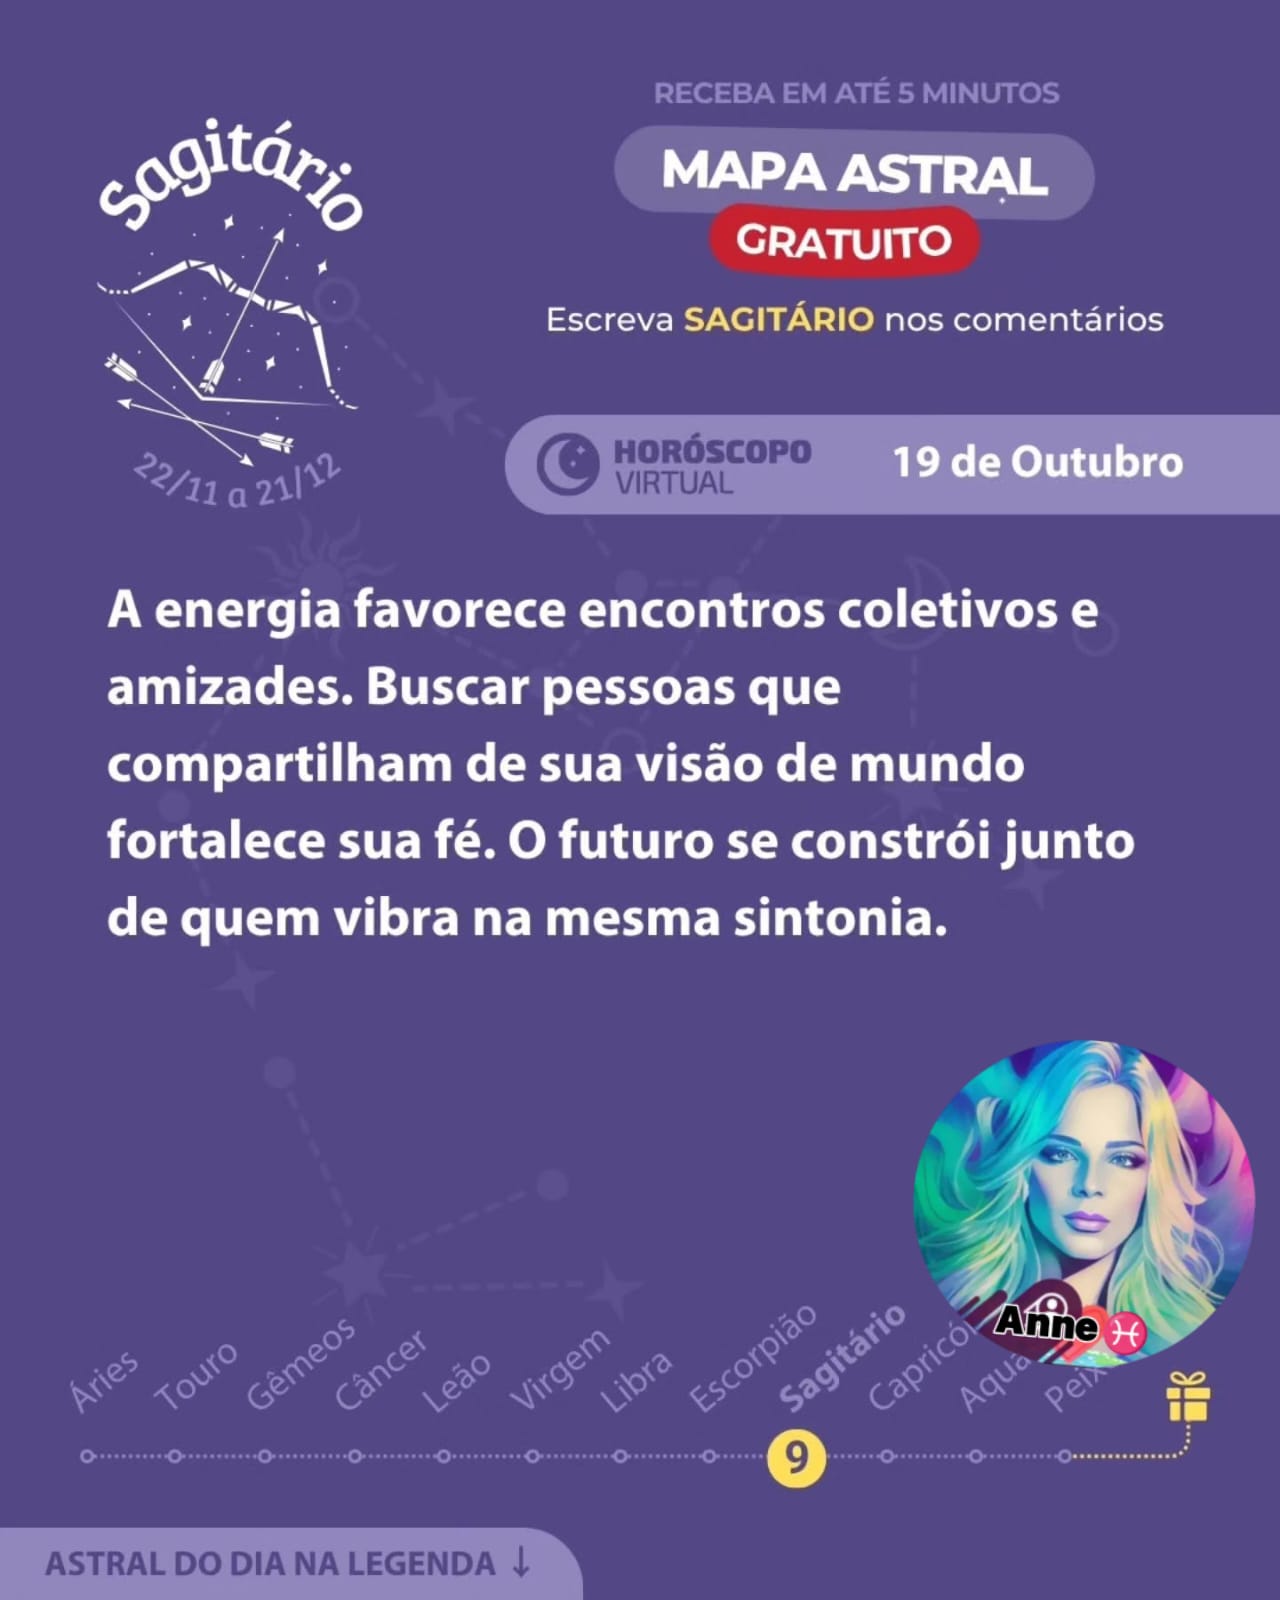 Sagitário
22/11 a 21/12
RECEBA EM ATÉ 5 MINUTOS
MAPA ASTRAL
GRATUITO
Escreva SAGITÁRIO nos comentários
HORÓSCOPO
VIRTUAL
19 de Outubro
A energia favorece encontros coletivos e
amizades. Buscar pessoas que
compartilham de sua visão de mundo
fortalece sua fé. O futuro se constrói junto
de quem vibra na mesma sintonia.
Anne
Áries Touro Gêmeos Câncer Leão Virgem Libra Escorpião Sagitário Capricó Aqua Peix
9
ASTRAL DO DIA NA LEGENDA ↓